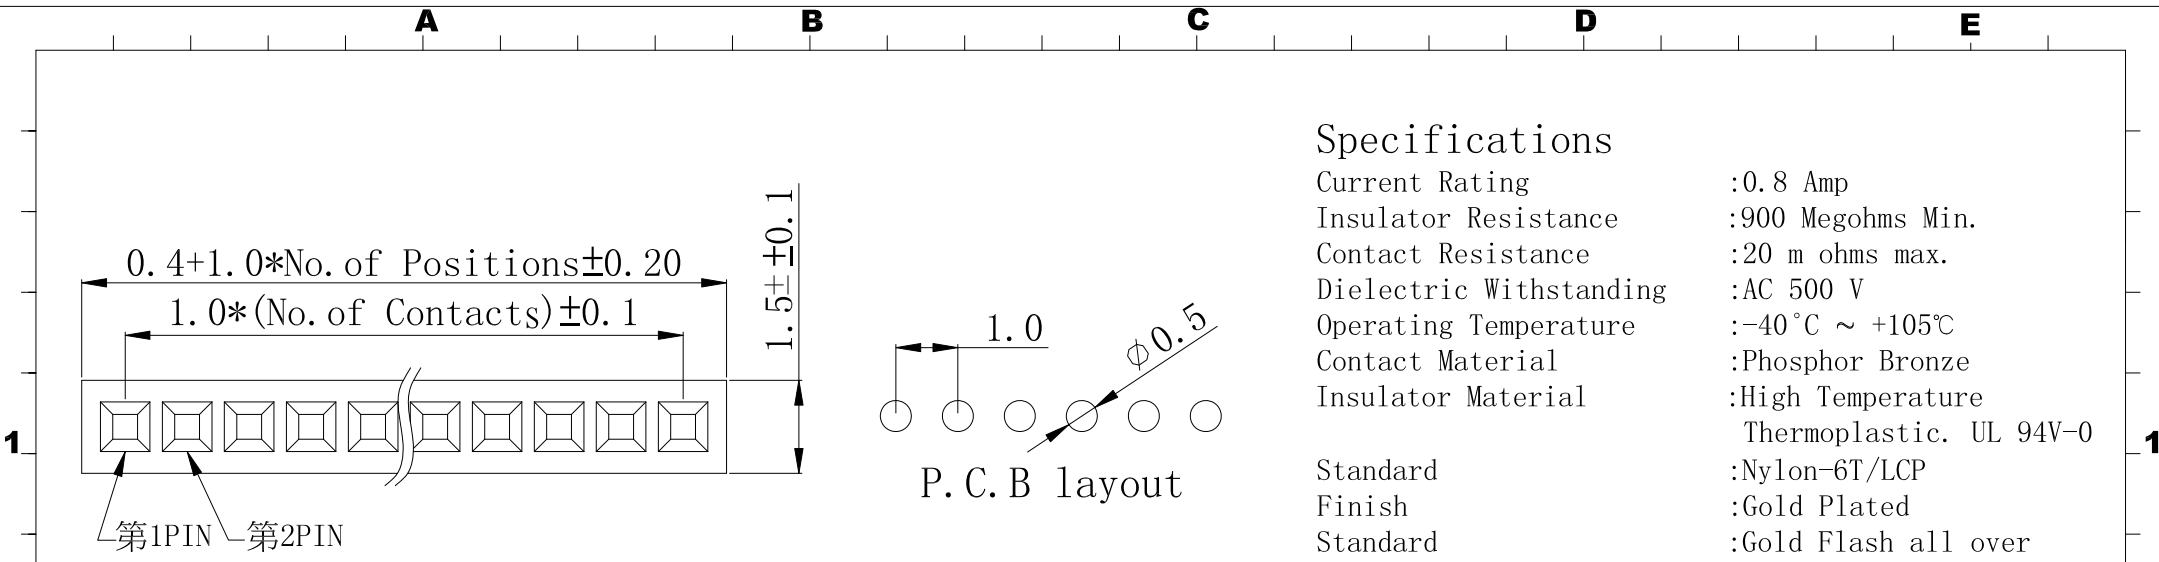 A B C D E
0.4+1.0*No.of Positions±0.20
1.0*(No.of Contacts)±0.1
1.5±±0.1
1
第1PIN
第2PIN
1.0
Φ0.5
P.C.B layout
Specifications
Current Rating :0.8 Amp
Insulator Resistance :900 Megohms Min.
Contact Resistance :20 m ohms max.
Dielectric Withstanding :AC 500 V
Operating Temperature :-40°C ~ +105℃
Contact Material :Phosphor Bronze
Insulator Material :High Temperature
Thermoplastic. UL 94V-0
Standard :Nylon-6T/LCP
Finish :Gold Plated
Standard :Gold Flash all over
1